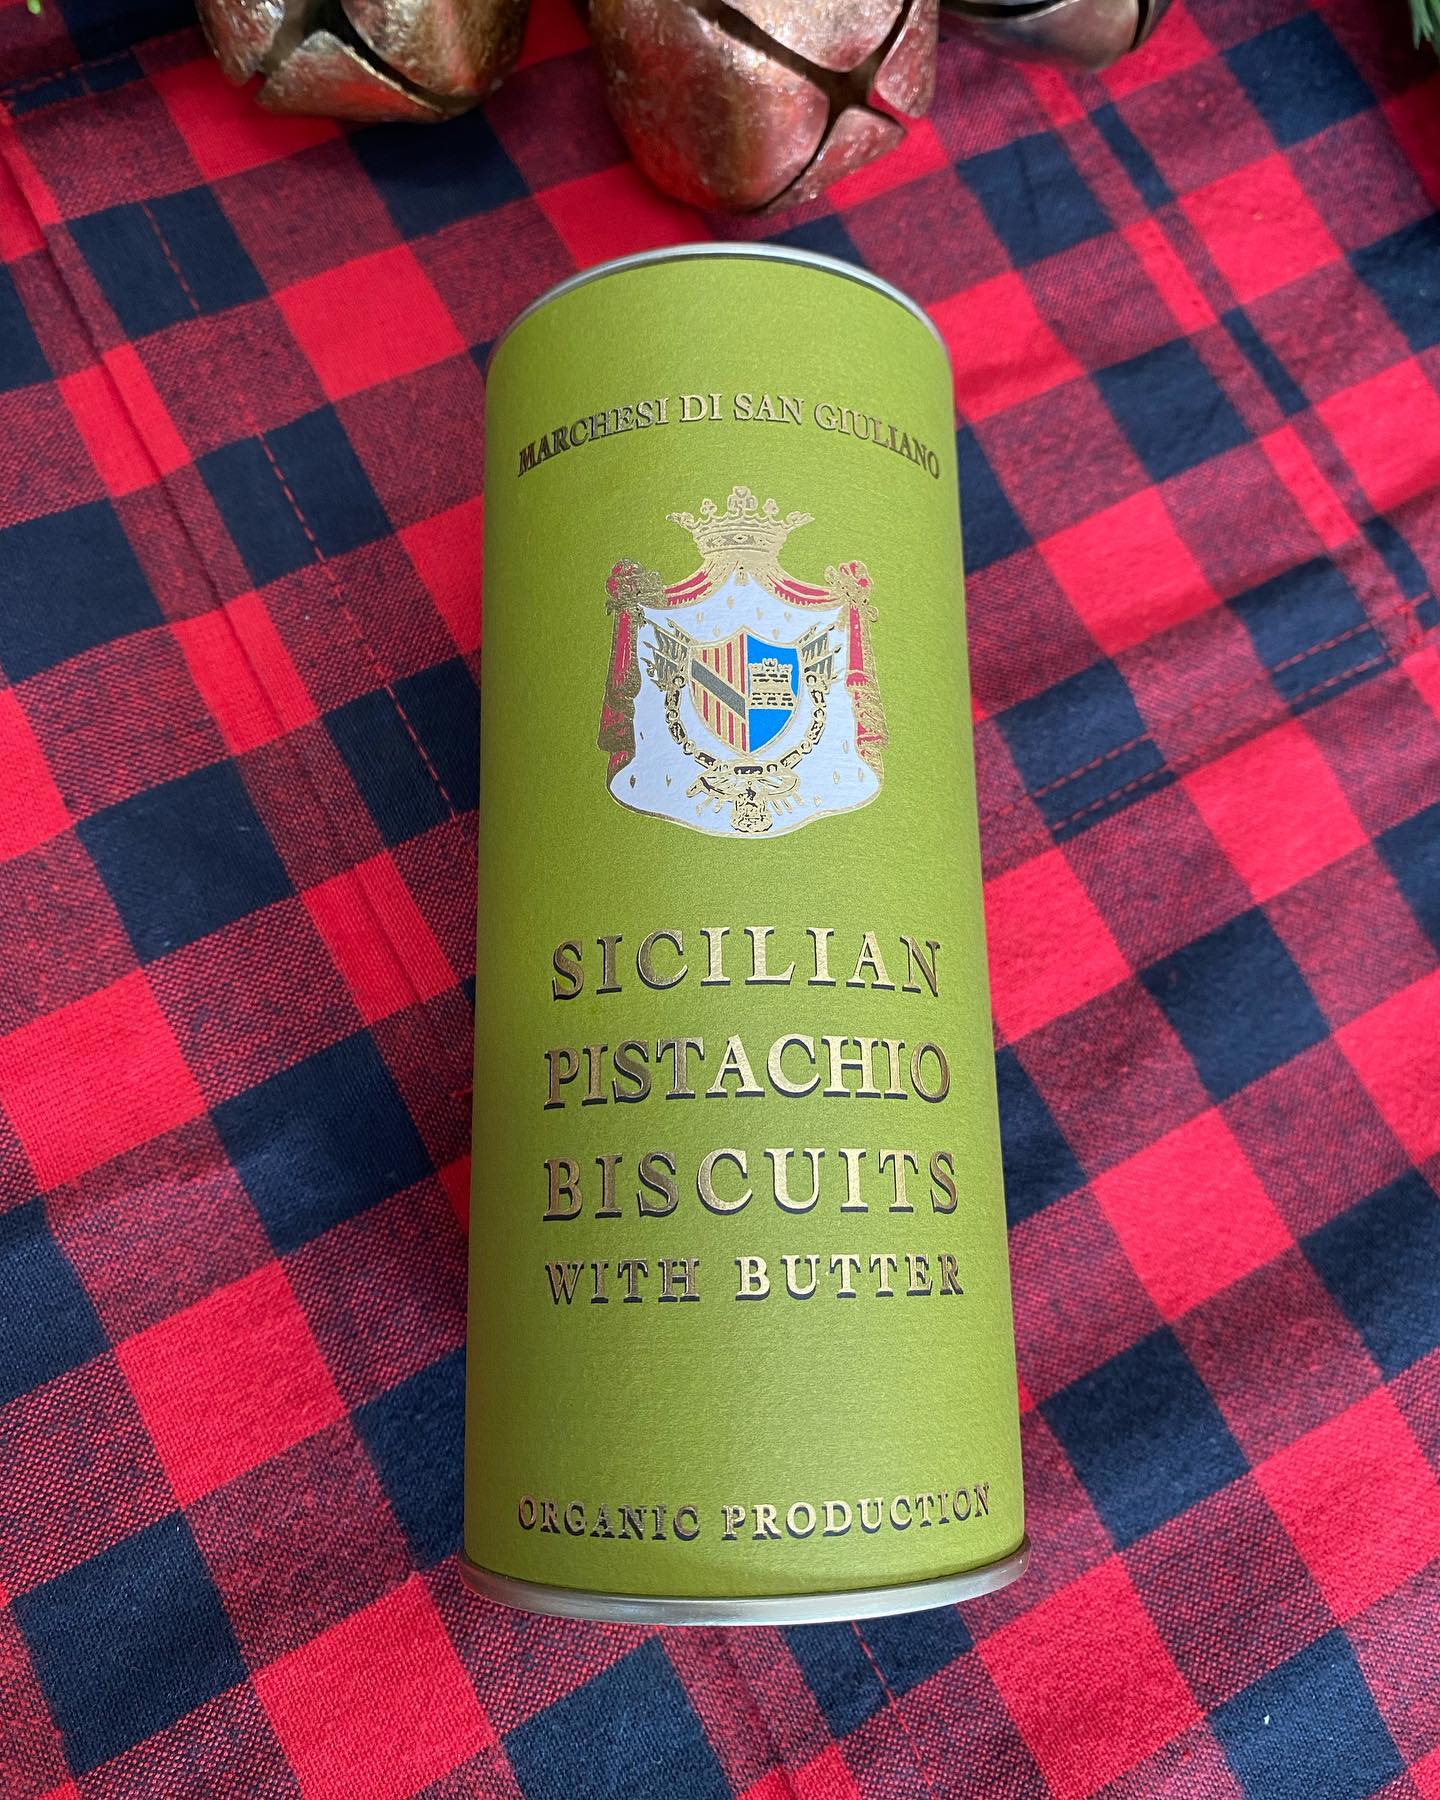 MARCHESI DI SAN GIULIANO
SICILIAN
PISTACHIO
BISCUITS
WITH BUTTER
ORGANIC PRODUCTION